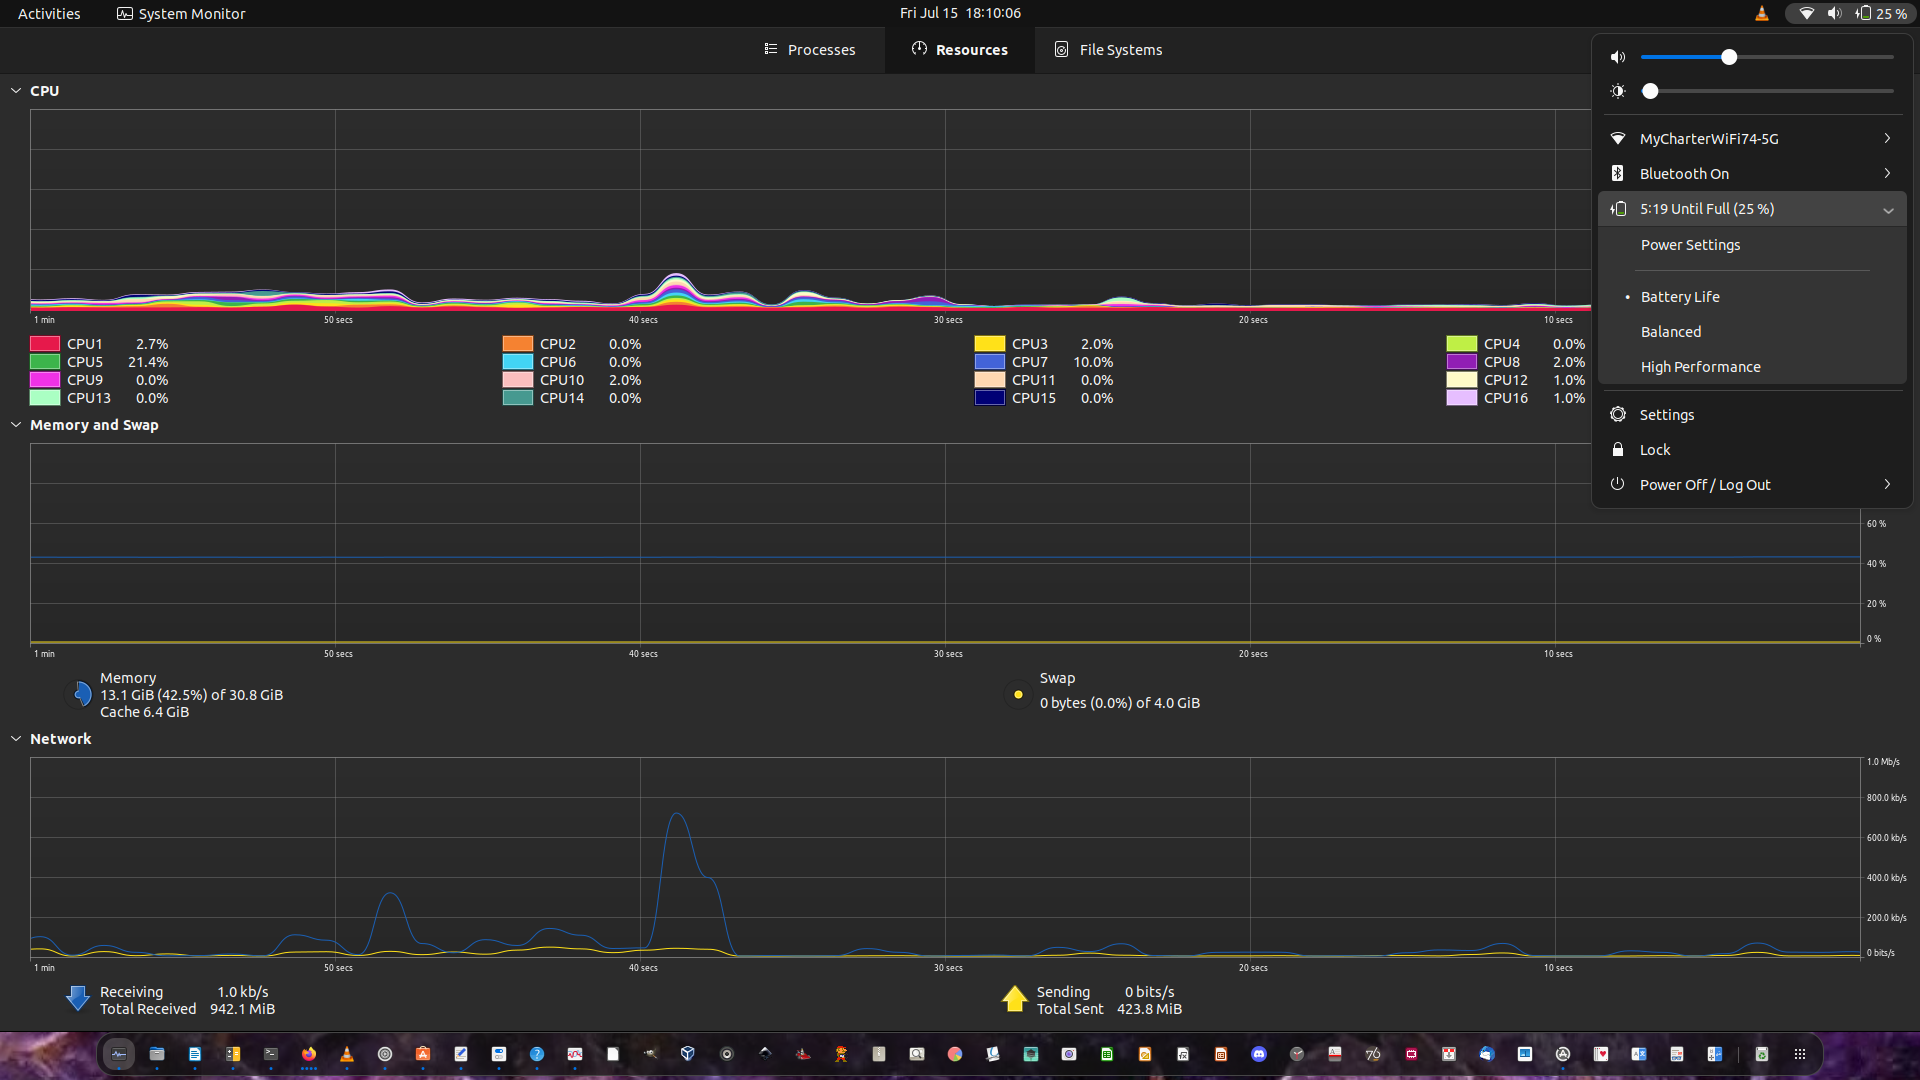 Activities
System Monitor
Fri Jul 15 18:10:06
25 %
Processes
Resources
File Systems
CPU
1 min
50 secs
40 secs
30 secs
20 secs
10 secs
CPU1 2.7%
CPU2 0.0%
CPU3 2.0%
CPU4 0.0%
CPU5 21.4%
CPU6 0.0%
CPU7 10.0%
CPU8 2.0%
CPU9 0.0%
CPU10 2.0%
CPU11 0.0%
CPU12 1.0%
CPU13 0.0%
CPU14 0.0%
CPU15 0.0%
CPU16 1.0%
MyCharterWiFi74-5G
Bluetooth On
5:19 Until Full (25 %)
Power Settings
• Battery Life
Balanced
High Performance
Settings
Lock
Power Off / Log Out
Memory and Swap
60 %
40 %
20 %
0 %
1 min
50 secs
40 secs
30 secs
20 secs
10 secs
Memory
13.1 GiB (42.5%) of 30.8 GiB
Cache 6.4 GiB
Swap
0 bytes (0.0%) of 4.0 GiB
Network
1.0 Mb/s
800.0 kb/s
600.0 kb/s
400.0 kb/s
200.0 kb/s
0 bits/s
1 min
50 secs
40 secs
30 secs
20 secs
10 secs
Receiving 1.0 kb/s
Total Received 942.1 MiB
Sending 0 bits/s
Total Sent 423.8 MiB
76